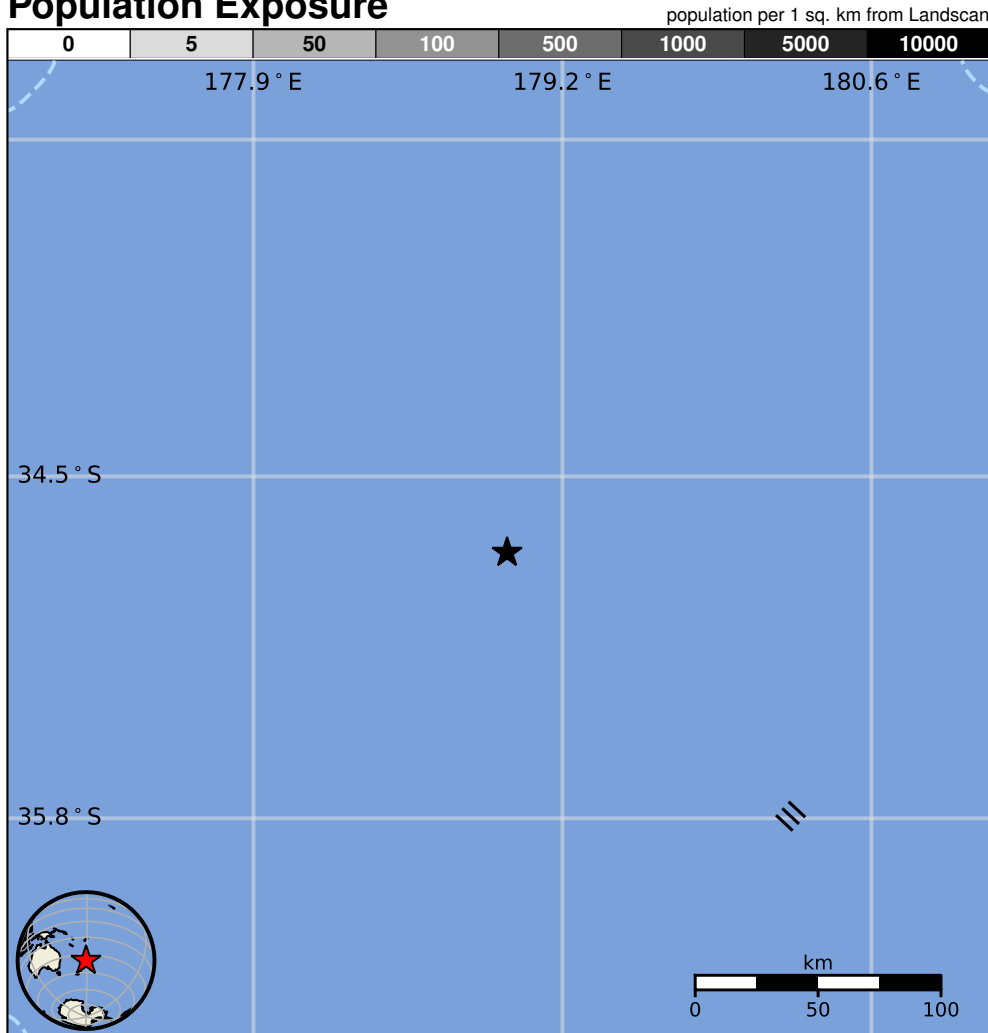 Population Exposure
population per 1 sq. km from Landscan
0 5 50 100 500 1000 5000 10000
177.9°E 179.2°E 180.6°E
34.5°S
35.8°S
III
km
0 50 100